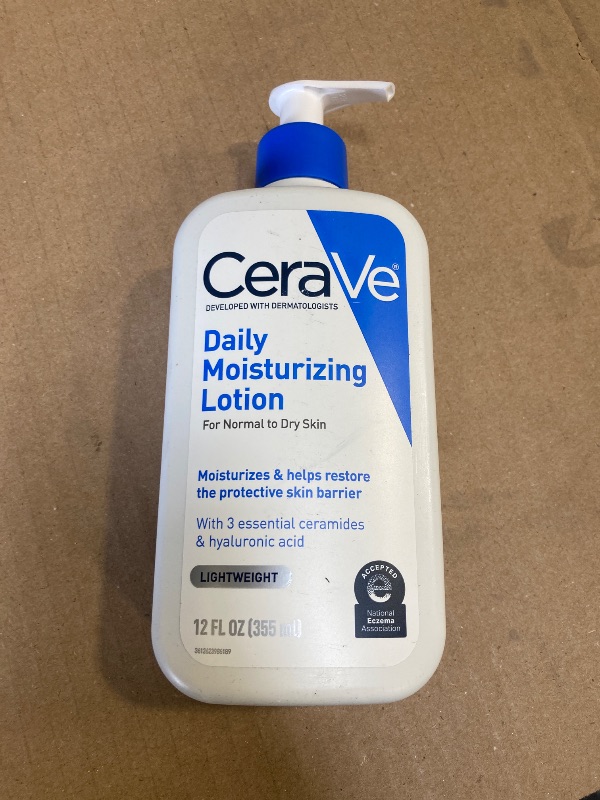 CeraVe®
DEVELOPED WITH DERMATOLOGISTS
Daily
Moisturizing
Lotion
For Normal to Dry Skin
Moisturizes & helps restore
the protective skin barrier
With 3 essential ceramides
& hyaluronic acid
LIGHTWEIGHT
12 FL OZ (355 ml)
ACCEPTED
National
Eczema
Association